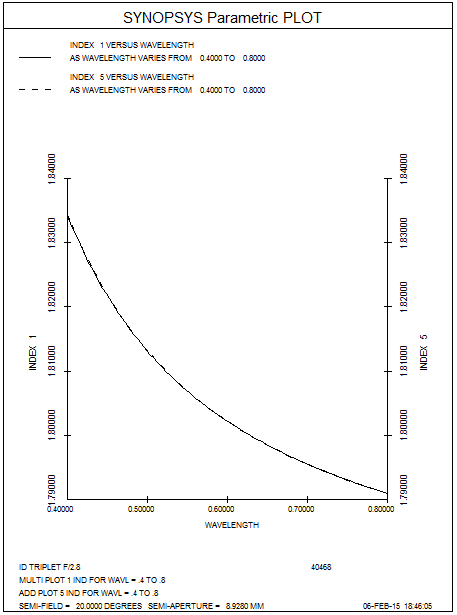 SYNOPSYS Parametric PLOT
INDEX 1 VERSUS WAVELENGTH
AS WAVELENGTH VARIES FROM 0.4000 TO 0.8000
INDEX 5 VERSUS WAVELENGTH
AS WAVELENGTH VARIES FROM 0.4000 TO 0.8000
1.84000 1.84000
1.83000 1.83000
1.82000 1.82000
INDEX 1 INDEX 5
1.81000 1.81000
1.80000 1.80000
1.79000 1.79000
0.40000 0.50000 0.60000 0.70000 0.80000
WAVELENGTH
ID TRIPLET F/2.8 40468
MULTI PLOT 1 IND FOR WAVL = .4 TO .8
ADD PLOT 5 IND FOR WAVL = .4 TO .8
SEMI-FIELD = 20.0000 DEGREES SEMI-APERTURE = 8.9280 MM 06-FEB-15 18:46:05